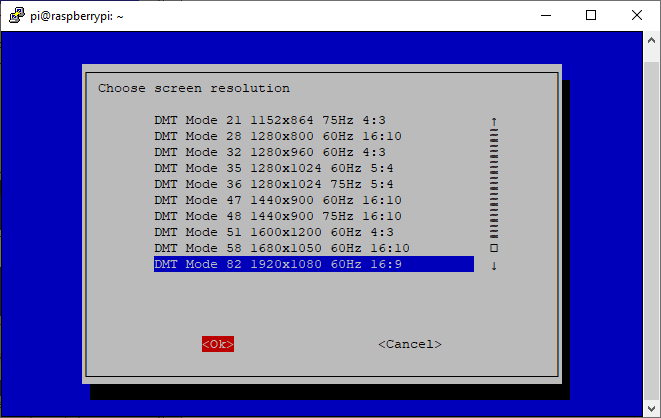 pi@raspberrypi: ~
Choose screen resolution
DMT Mode 21 1152x864 75Hz 4:3
DMT Mode 28 1280x800 60Hz 16:10
DMT Mode 32 1280x960 60Hz 4:3
DMT Mode 35 1280x1024 60Hz 5:4
DMT Mode 36 1280x1024 75Hz 5:4
DMT Mode 47 1440x900 60Hz 16:10
DMT Mode 48 1440x900 75Hz 16:10
DMT Mode 51 1600x1200 60Hz 4:3
DMT Mode 58 1680x1050 60Hz 16:10
DMT Mode 82 1920x1080 60Hz 16:9
<Ok> <Cancel>